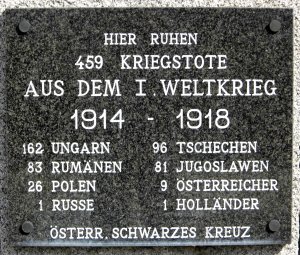 HIER RUHEN
459 KRIEGSTOTE
AUS DEM I. WELTKRIEG
1914 - 1918
162 UNGARN 96 TSCHECHEN
83 RUMÄNEN 81 JUGOSLAWEN
26 POLEN 9 ÖSTERREICHER
1 RUSSE 1 HOLLÄNDER
ÖSTERR. SCHWARZES KREUZ